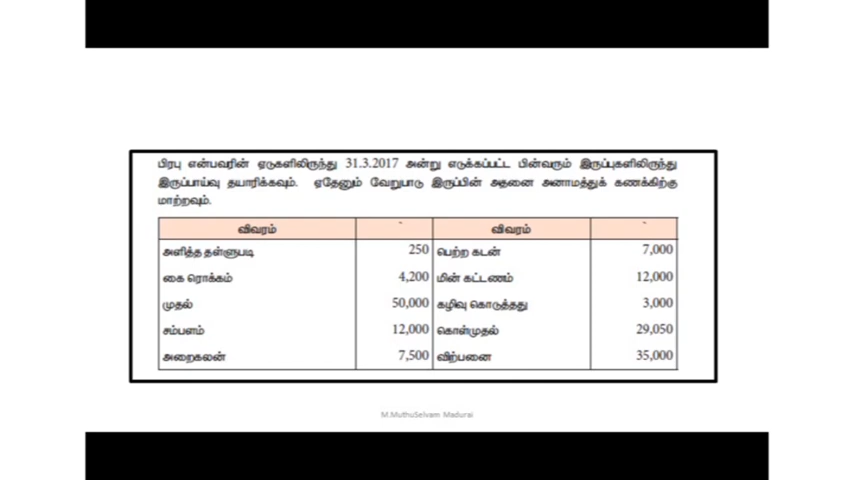 பிரபு என்பவரின் ஏடுகளிலிருந்து 31.3.2017 அன்று எடுக்கப்பட்ட பின்வரும் இருப்புகளிலிருந்து
இருப்பாய்வு தயாரிக்கவும். ஏதேனும் வேறுபாடு இருப்பின் அதனை அனாமத்துக் கணக்கிற்கு
மாற்றவும்.
விவரம் ` விவரம் `
அளித்த தள்ளுபடி 250 பெற்ற கடன் 7,000
கை ரொக்கம் 4,200 மின் கட்டணம் 12,000
முதல் 50,000 கழிவு கொடுத்தது 3,000
சம்பளம் 12,000 கொள்முதல் 29,050
அறைகலன் 7,500 விற்பனை 35,000
M.MuthuSelvam Madurai